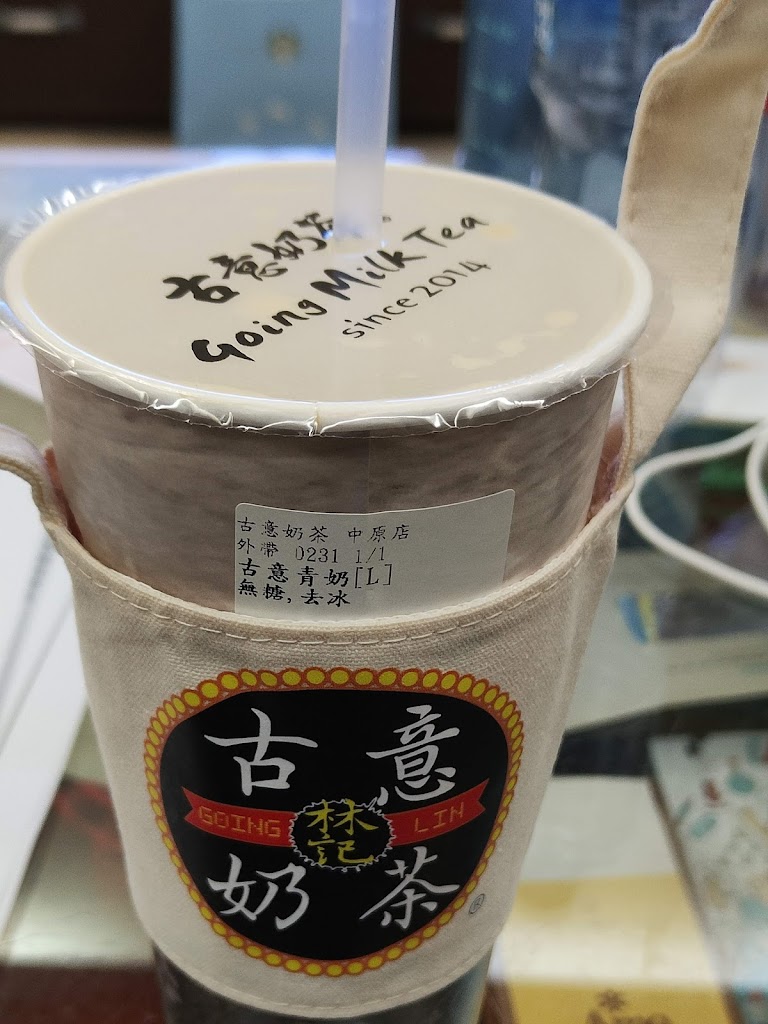 古意奶茶
Going Milk Tea
since 2014
古意奶茶 中原店
外帶 0231 1/1
古意青奶[L]
無糖,去冰
古意
GOING 林記 LIN
奶茶®